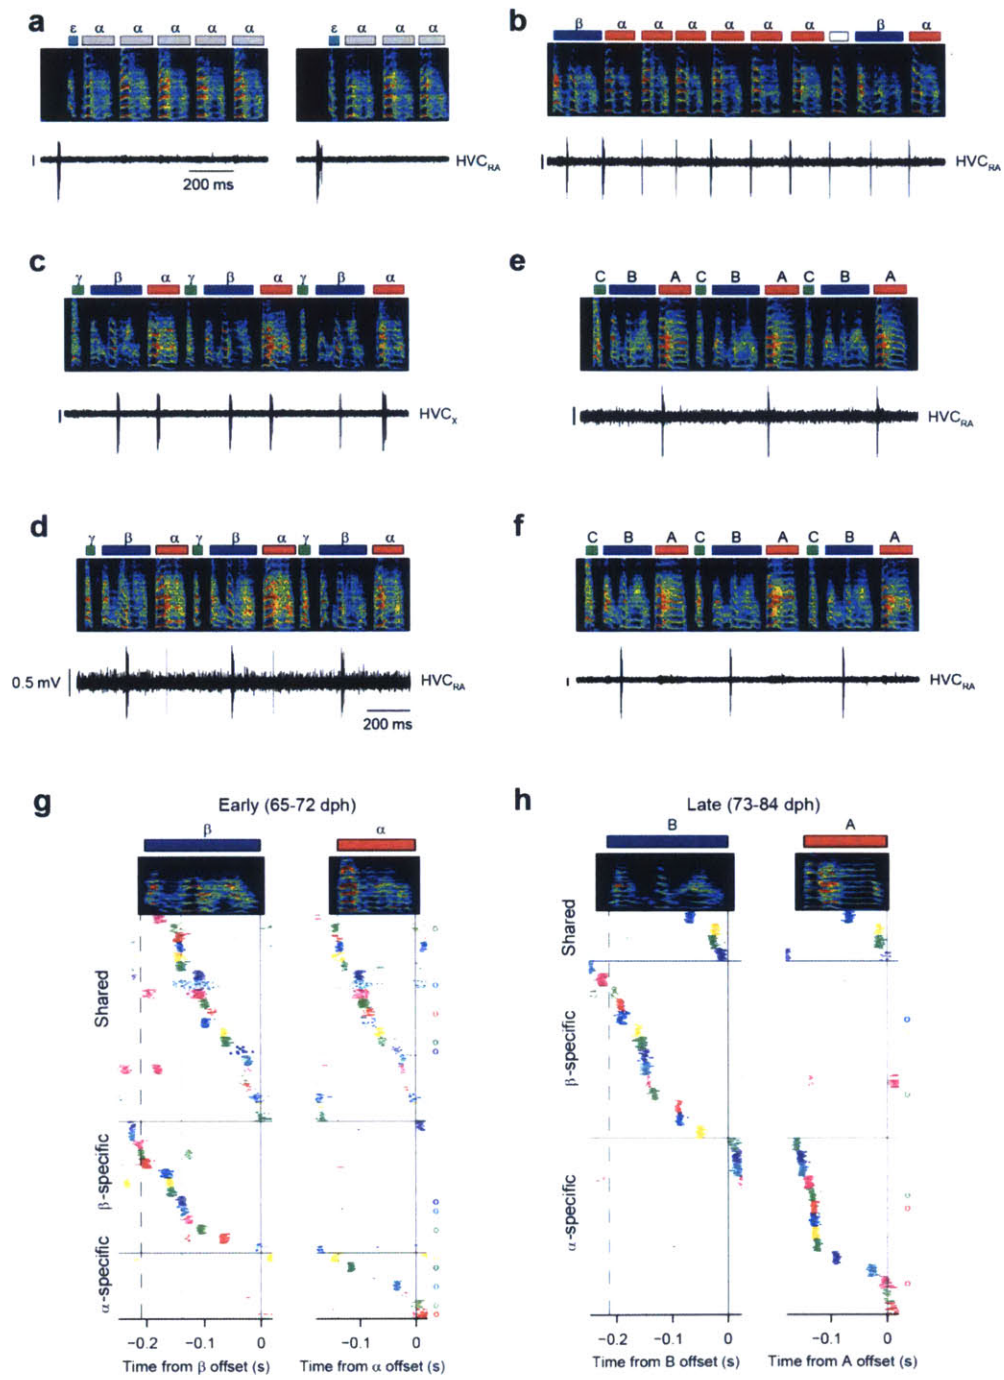 a
ε α α α α α
ε α α α
200 ms
HVCRA
b
β α α α α α α β α
HVCRA
c
γ β α γ β α γ β α
HVCX
e
C B A C B A C B A
HVCRA
d
γ β α γ β α γ β α
0.5 mV
HVCRA
200 ms
f
C B A C B A C B A
HVCRA
g
Early (65-72 dph)
β α
Shared
β-specific
α-specific
−0.2 −0.1 0
−0.1 0
Time from β offset (s)
Time from α offset (s)
h
Late (73-84 dph)
B A
Shared
β-specific
α-specific
−0.2 −0.1 0
−0.1 0
Time from B offset (s)
Time from A offset (s)